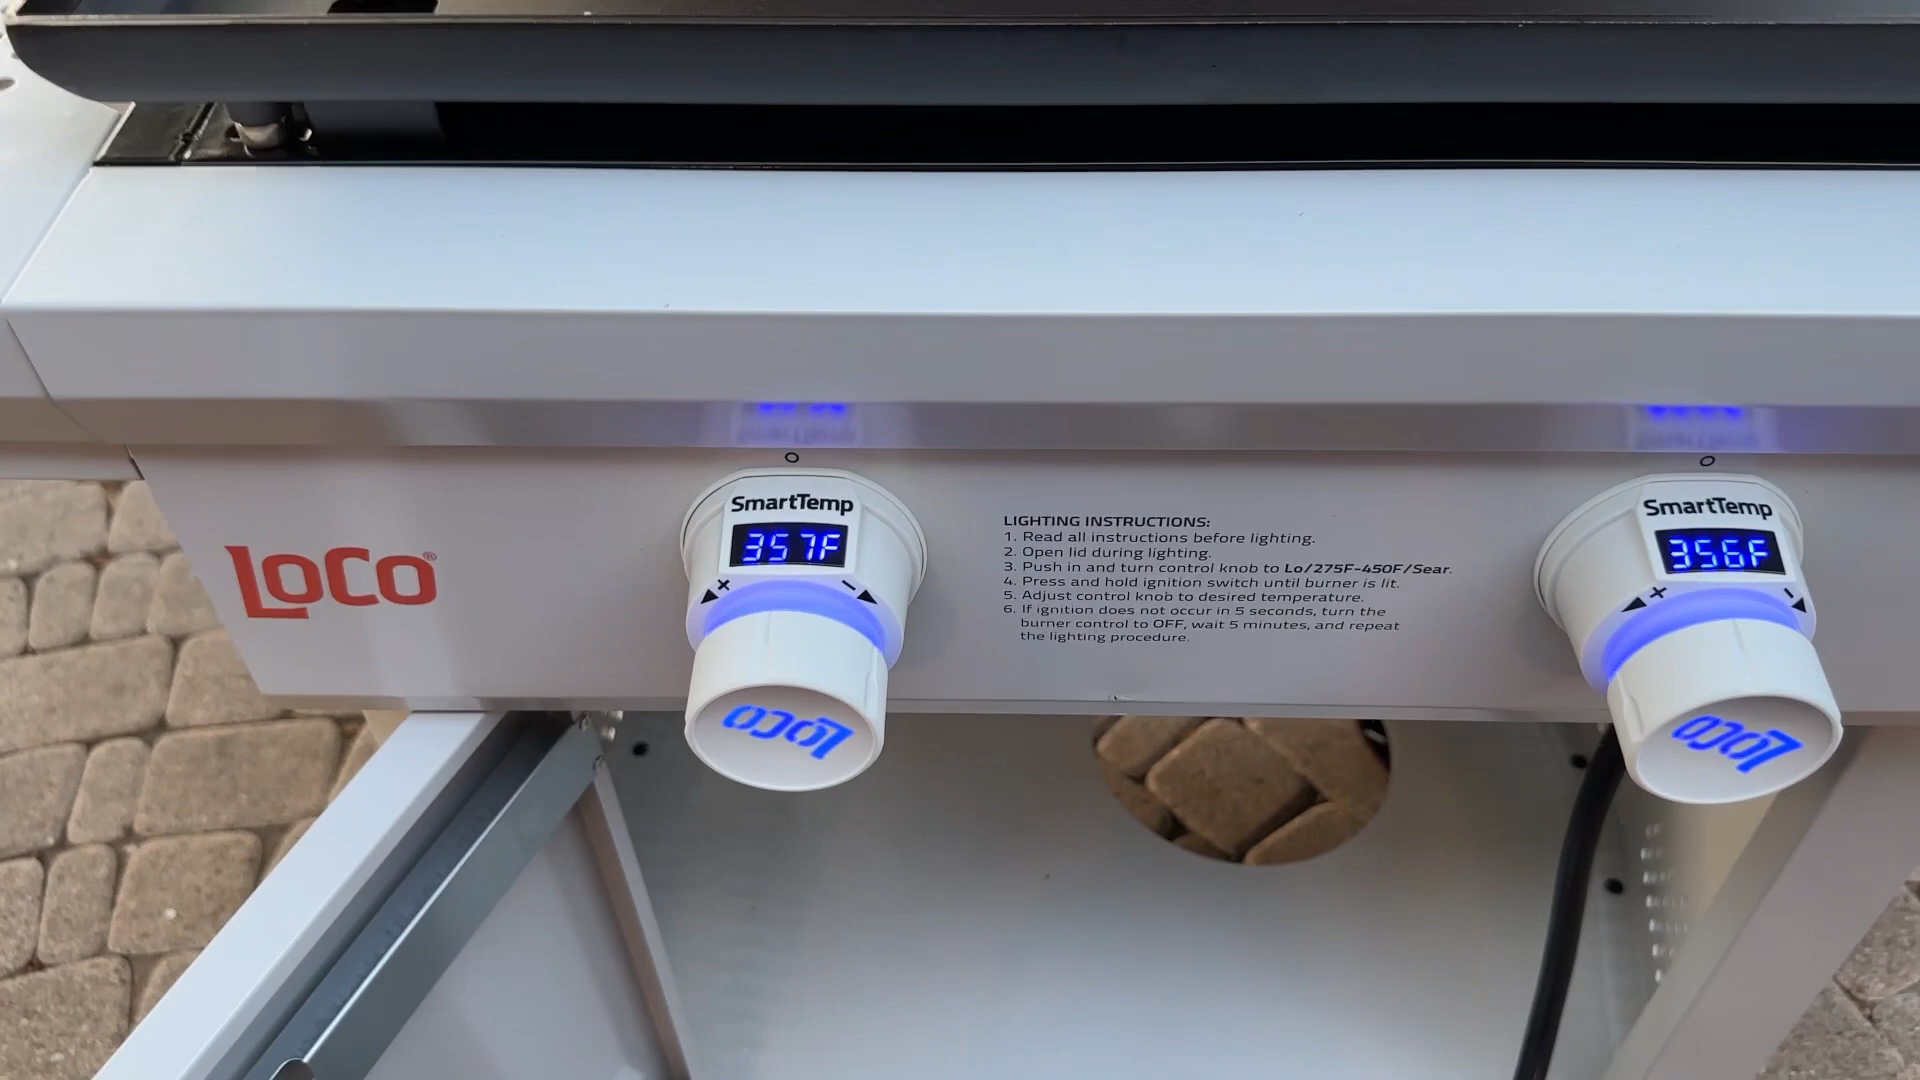 LoCo®
SmartTemp
357F
+ -
LoCo
LIGHTING INSTRUCTIONS:
1. Read all instructions before lighting.
2. Open lid during lighting.
3. Push in and turn control knob to Lo/275F-450F/Sear.
4. Press and hold ignition switch until burner is lit.
5. Adjust control knob to desired temperature.
6. If ignition does not occur in 5 seconds, turn the
burner control to OFF, wait 5 minutes, and repeat
the lighting procedure.
SmartTemp
356F
+ -
LoCo